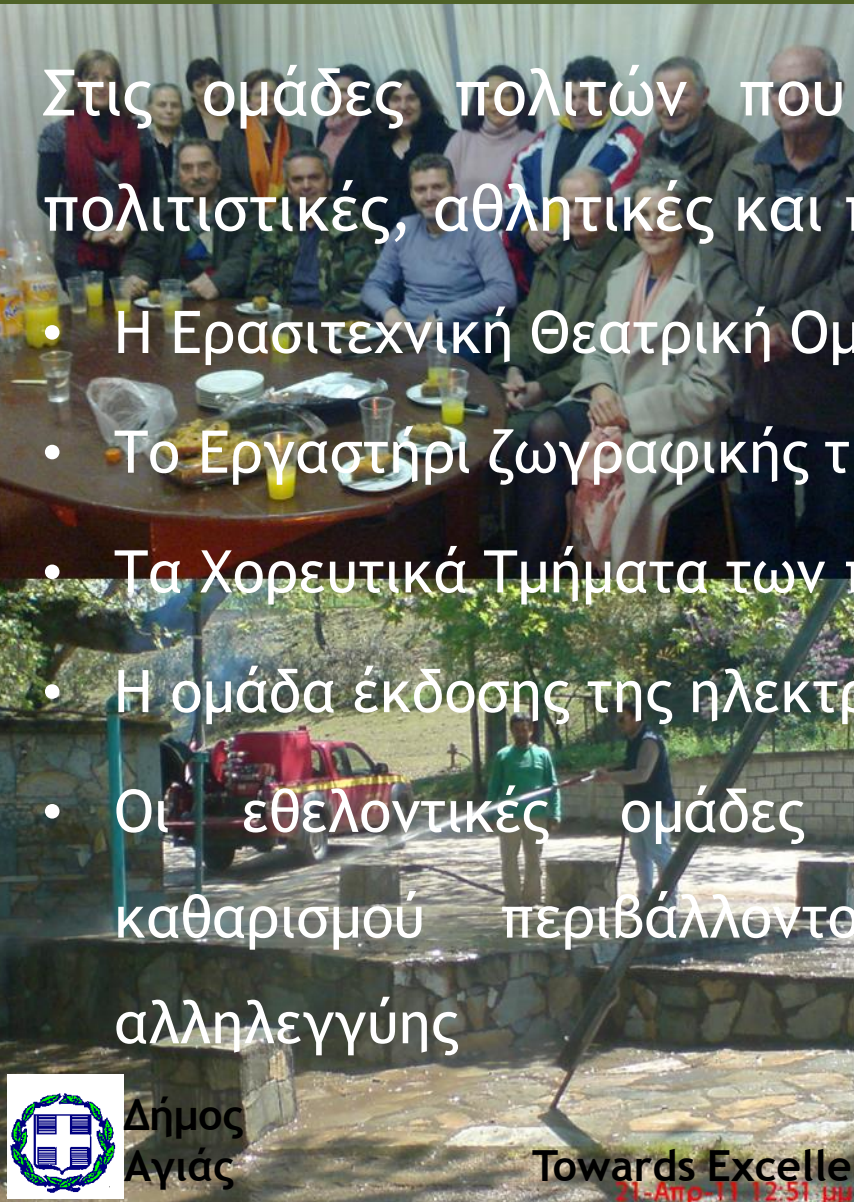 Στις ομάδες πολιτών που
πολιτιστικές, αθλητικές και
• Η Ερασιτεχνική Θεατρική
• Το Εργαστήρι ζωγραφικής
• Τα Χορευτικά Τμήματα των
• Η ομάδα έκδοσης της
• Οι εθελοντικές ομάδες
καθαρισμού
αλληλεγγύης
Δήμος
Αγιάς
Towards
21-Απρ-11 12:51 μμ